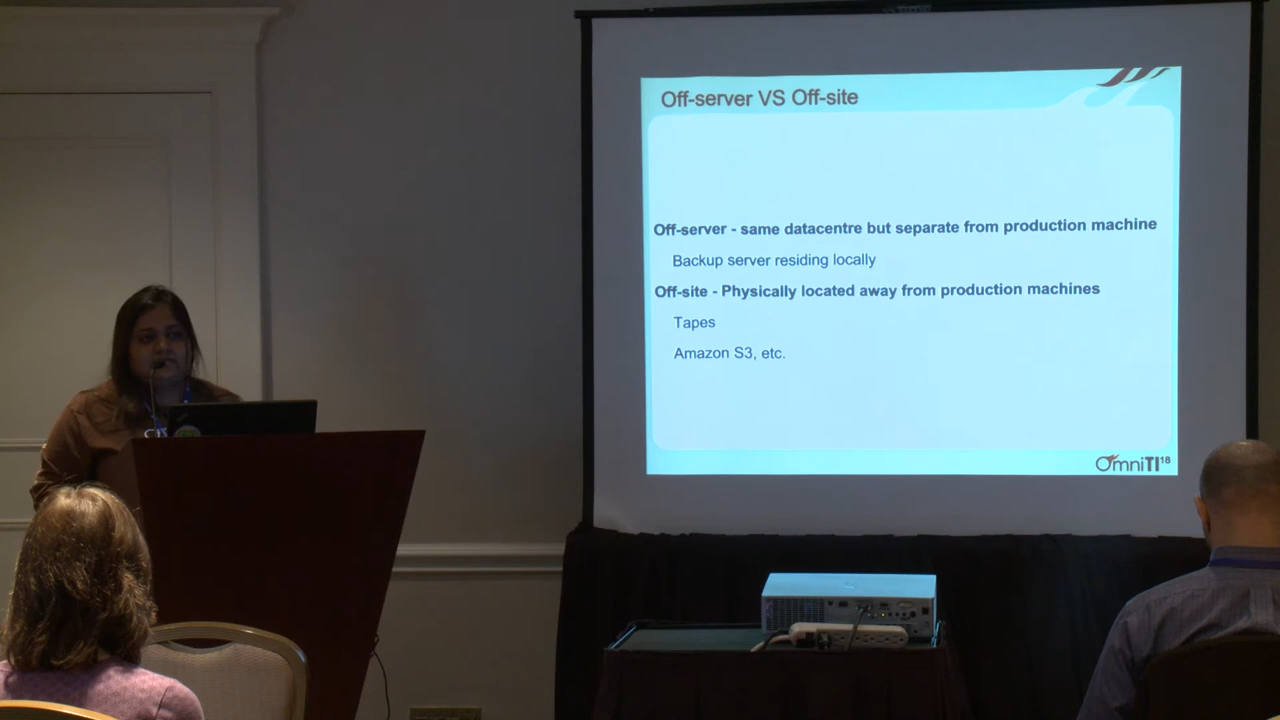 Off-server VS Off-site
Off-server - same datacentre but separate from production machine
Backup server residing locally
Off-site - Physically located away from production machines
Tapes
Amazon S3, etc.
OmniTI18